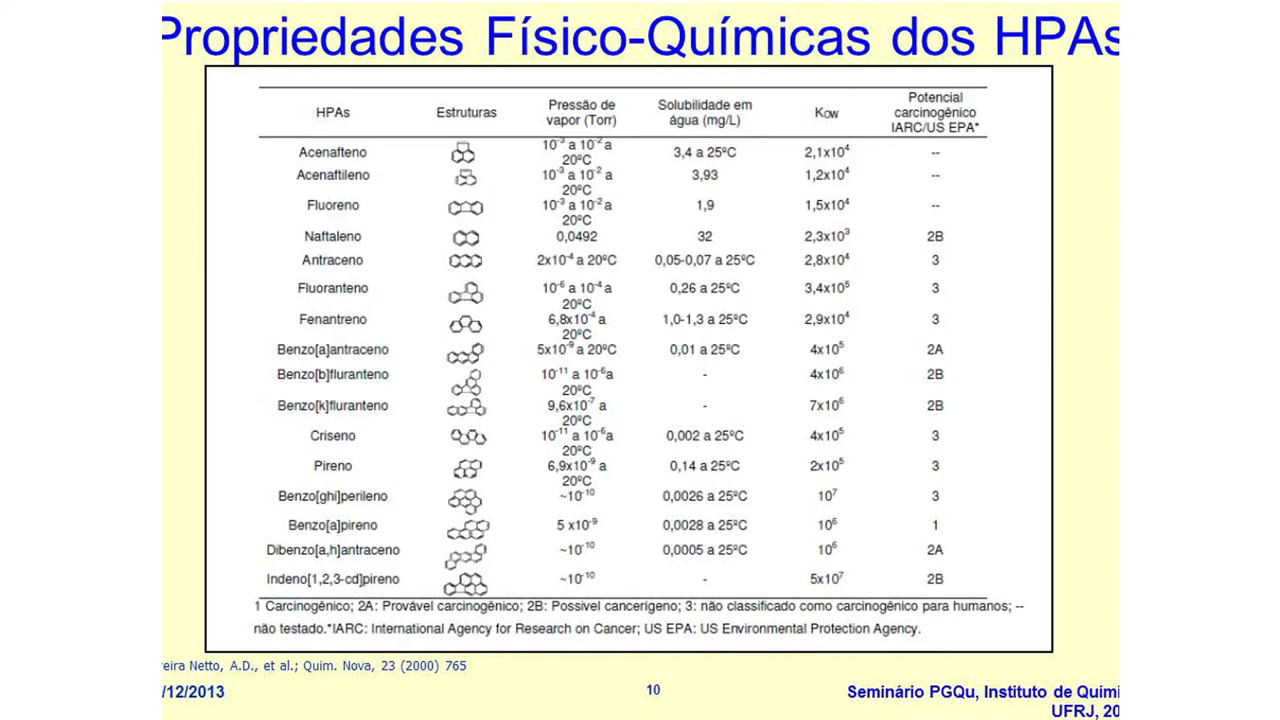 Propriedades Físico-Químicas dos HPAs
HPAs Estruturas Pressão de vapor (Torr) Solubilidade em água (mg/L) Kow Potencial carcinogênico IARC/US EPA*
Acenafteno 10⁻³ a 10⁻² a 20ºC 3,4 a 25ºC 2,1x10⁴ --
Acenaftileno 10⁻³ a 10⁻² a 20ºC 3,93 1,2x10⁴ --
Fluoreno 10⁻³ a 10⁻² a 20ºC 1,9 1,5x10⁴ --
Naftaleno 0,0492 32 2,3x10³ 2B
Antraceno 2x10⁻⁴ a 20ºC 0,05-0,07 a 25ºC 2,8x10⁴ 3
Fluoranteno 10⁻⁶ a 10⁻⁴ a 20ºC 0,26 a 25ºC 3,4x10⁵ 3
Fenantreno 6,8x10⁻⁴ a 20ºC 1,0-1,3 a 25ºC 2,9x10⁴ 3
Benzo[a]antraceno 5x10⁻⁹ a 20ºC 0,01 a 25ºC 4x10⁵ 2A
Benzo[b]fluranteno 10⁻¹¹ a 10⁻⁶ a 20ºC - 4x10⁶ 2B
Benzo[k]fluranteno 9,6x10⁻⁷ a 20ºC - 7x10⁶ 2B
Criseno 10⁻¹¹ a 10⁻⁶ a 20ºC 0,002 a 25ºC 4x10⁵ 3
Pireno 6,9x10⁻⁹ a 20ºC 0,14 a 25ºC 2x10⁵ 3
Benzo[ghi]perileno ~10⁻¹⁰ 0,0026 a 25ºC 10⁷ 3
Benzo[a]pireno 5 x10⁻⁹ 0,0028 a 25ºC 10⁶ 1
Dibenzo[a,h]antraceno ~10⁻¹⁰ 0,0005 a 25ºC 10⁶ 2A
Indeno[1,2,3-cd]pireno ~10⁻¹⁰ - 5x10⁷ 2B
1 Carcinogênico; 2A: Provável carcinogênico; 2B: Possivel cancerígeno; 3: não classificado como carcinogênico para humanos; --
não testado.*IARC: International Agency for Research on Cancer; US EPA: US Environmental Protection Agency.
eira Netto, A.D., et al.; Quim. Nova, 23 (2000) 765
/12/2013 10 Seminário PGQu, Instituto de Quími
UFRJ, 20